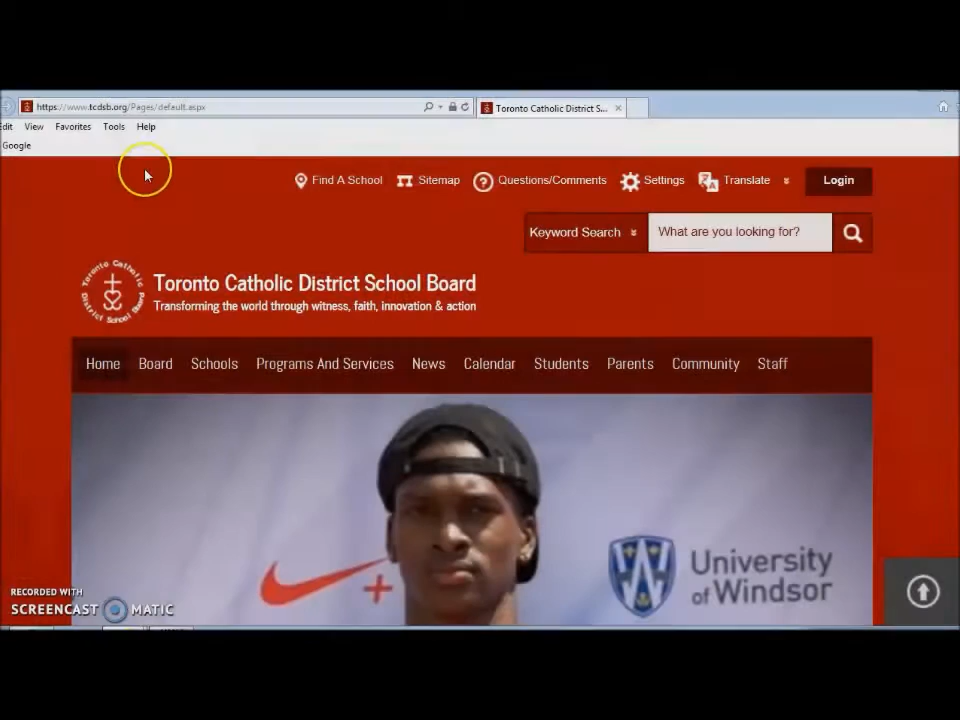 https://www.tcdsb.org/Pages/default.aspx
Toronto Catholic District S...
Edit View Favorites Tools Help
Google
Find A School Sitemap Questions/Comments Settings Translate Login
Keyword Search What are you looking for?
Toronto Catholic District School Board
Toronto Catholic District School Board
Transforming the world through witness, faith, innovation & action
Home Board Schools Programs And Services News Calendar Students Parents Community Staff
University
of Windsor
RECORDED WITH
SCREENCAST MATIC